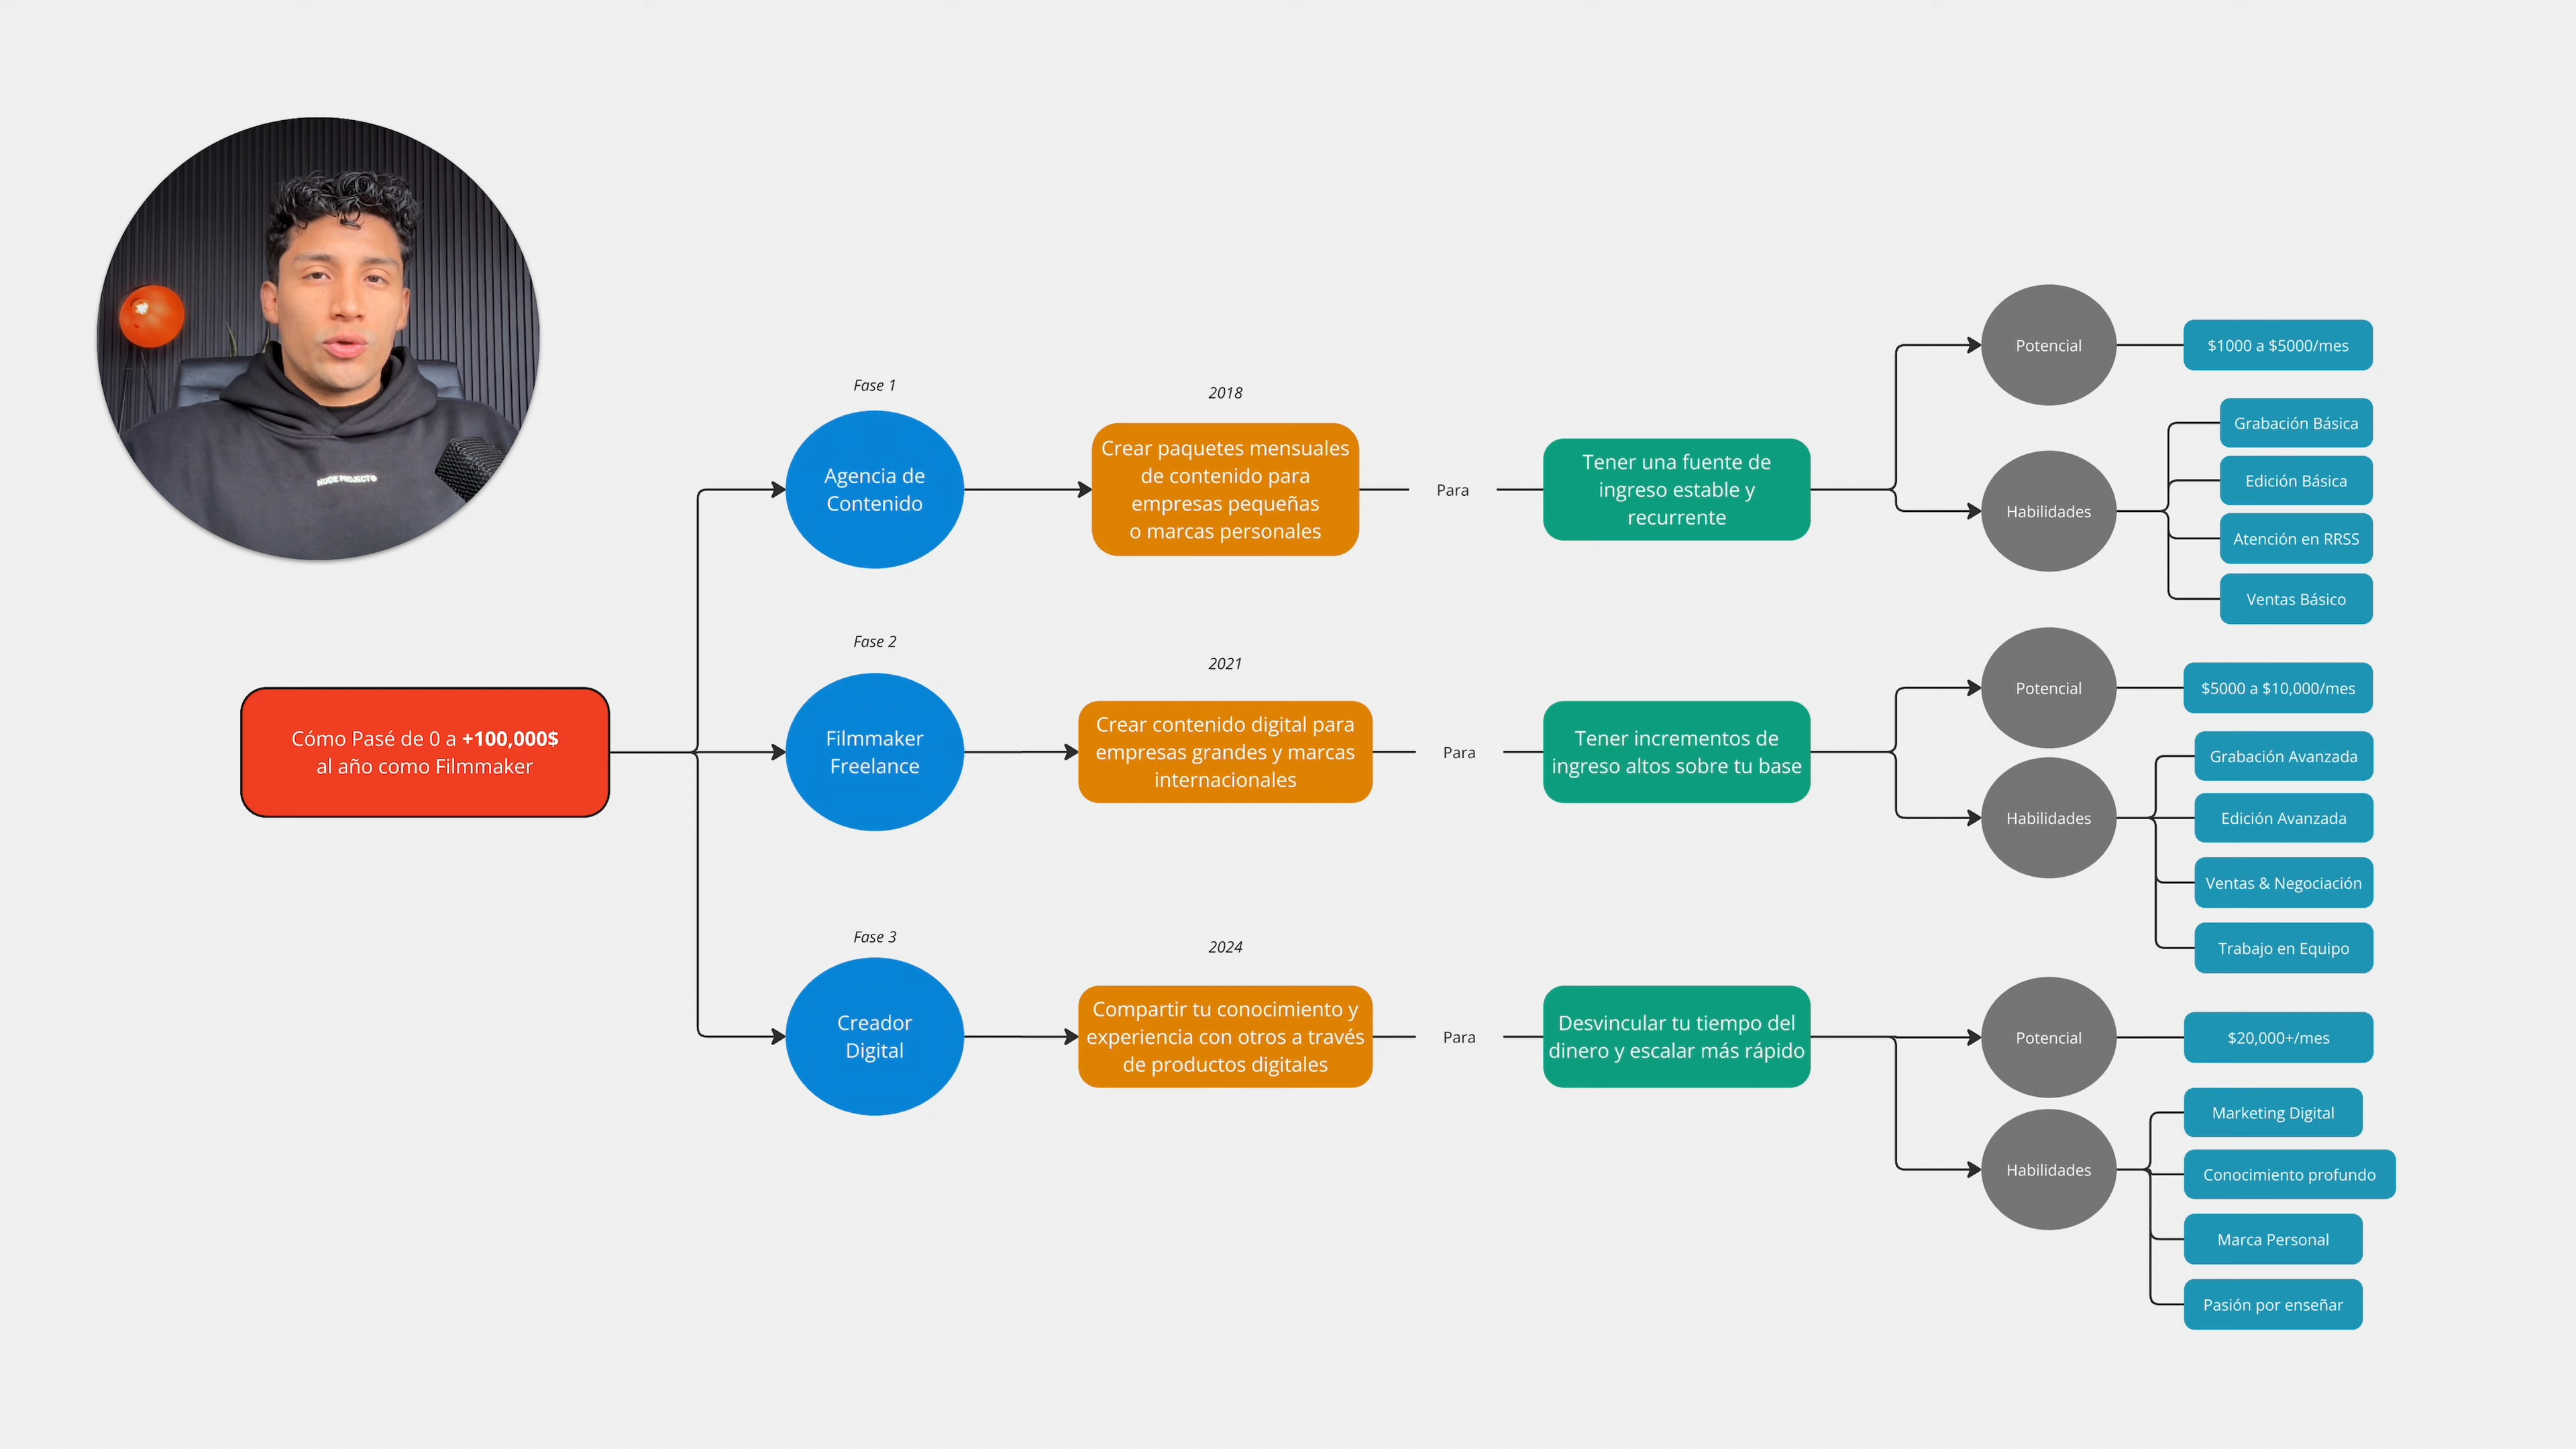 NUDE PROJECT®
Cómo Pasé de 0 a +100,000$
al año como Filmmaker
Fase 1
Agencia de
Contenido
2018
Crear paquetes mensuales
de contenido para
empresas pequeñas
o marcas personales
Para
Tener una fuente de
ingreso estable y
recurrente
Potencial
$1000 a $5000/mes
Habilidades
Grabación Básica
Edición Básica
Atención en RRSS
Ventas Básico
Fase 2
Filmmaker
Freelance
2021
Crear contenido digital para
empresas grandes y marcas
internacionales
Para
Tener incrementos de
ingreso altos sobre tu base
Potencial
$5000 a $10,000/mes
Habilidades
Grabación Avanzada
Edición Avanzada
Ventas & Negociación
Trabajo en Equipo
Fase 3
Creador
Digital
2024
Compartir tu conocimiento y
experiencia con otros a través
de productos digitales
Para
Desvincular tu tiempo del
dinero y escalar más rápido
Potencial
$20,000+/mes
Habilidades
Marketing Digital
Conocimiento profundo
Marca Personal
Pasión por enseñar